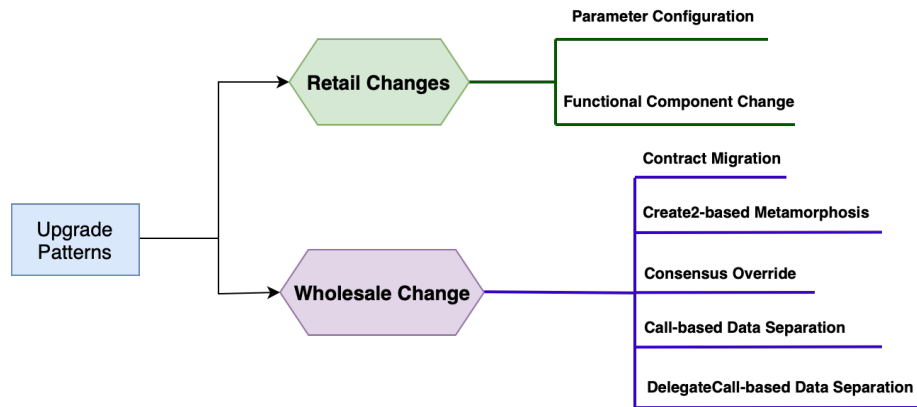 Parameter Configuration
Retail Changes
Functional Component Change
Contract Migration
Upgrade
Patterns
Create2-based Metamorphosis
Consensus Override
Wholesale Change
Call-based Data Separation
DelegateCall-based Data Separation